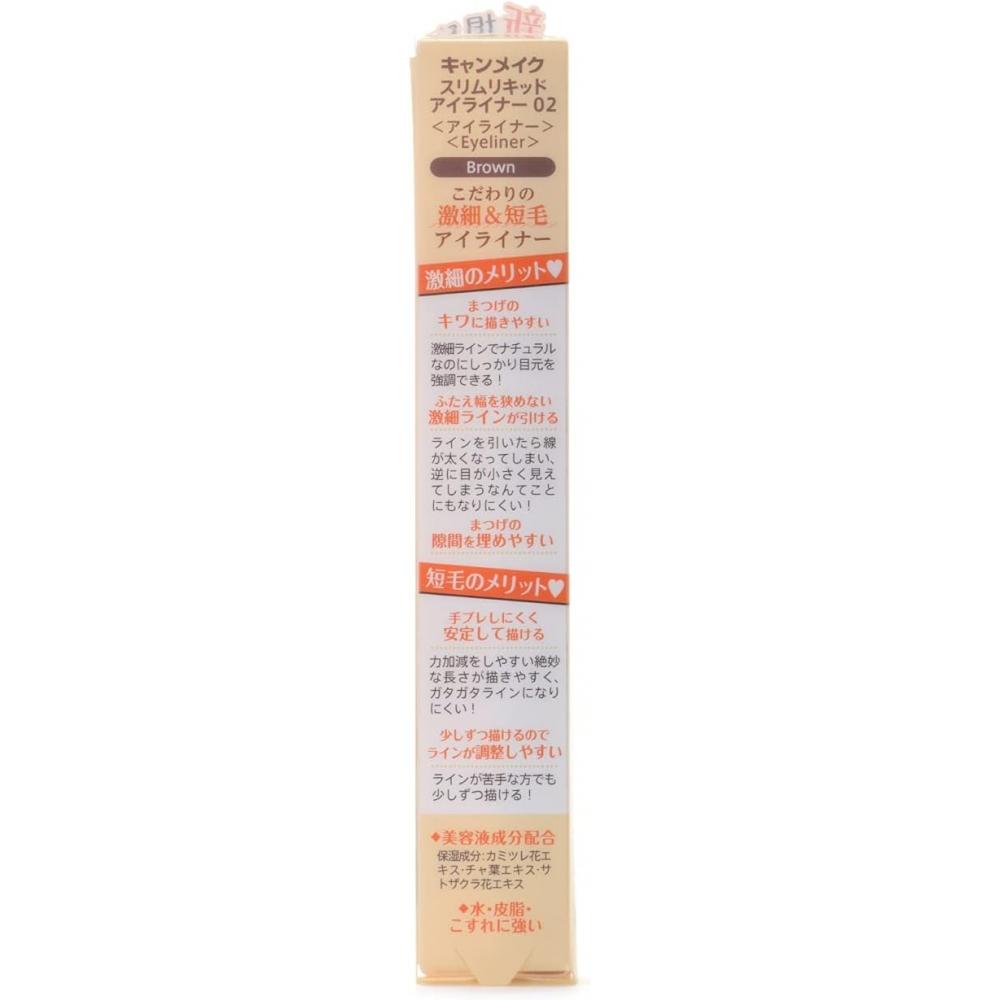 キャンメイク
スリムリキッド
アイライナー 02
＜アイライナー＞
＜Eyeliner＞
Brown
こだわりの
激細＆短毛
アイライナー
激細のメリット♥
まつげの
キワに描きやすい
激細ラインでナチュラル
なのにしっかり目元を
強調できる！
ふたえ幅を狭めない
激細ラインが引ける
ラインを引いたら線
が太くなってしまい、
逆に目が小さく見え
てしまうなんてこと
にもなりにくい！
まつげの
隙間を埋めやすい
短毛のメリット♥
手ブレしにくく
安定して描ける
力加減をしやすい絶妙
な長さが描きやすく、
ガタガタラインになり
にくい！
少しずつ描けるので
ラインが調整しやすい
ラインが苦手な方でも
少しずつ描ける！
◆美容液成分配合
保湿成分:カミツレ花エ
キス・チャ葉エキス・サ
トザクラ花エキス
◆水・皮脂・
こすれに強い